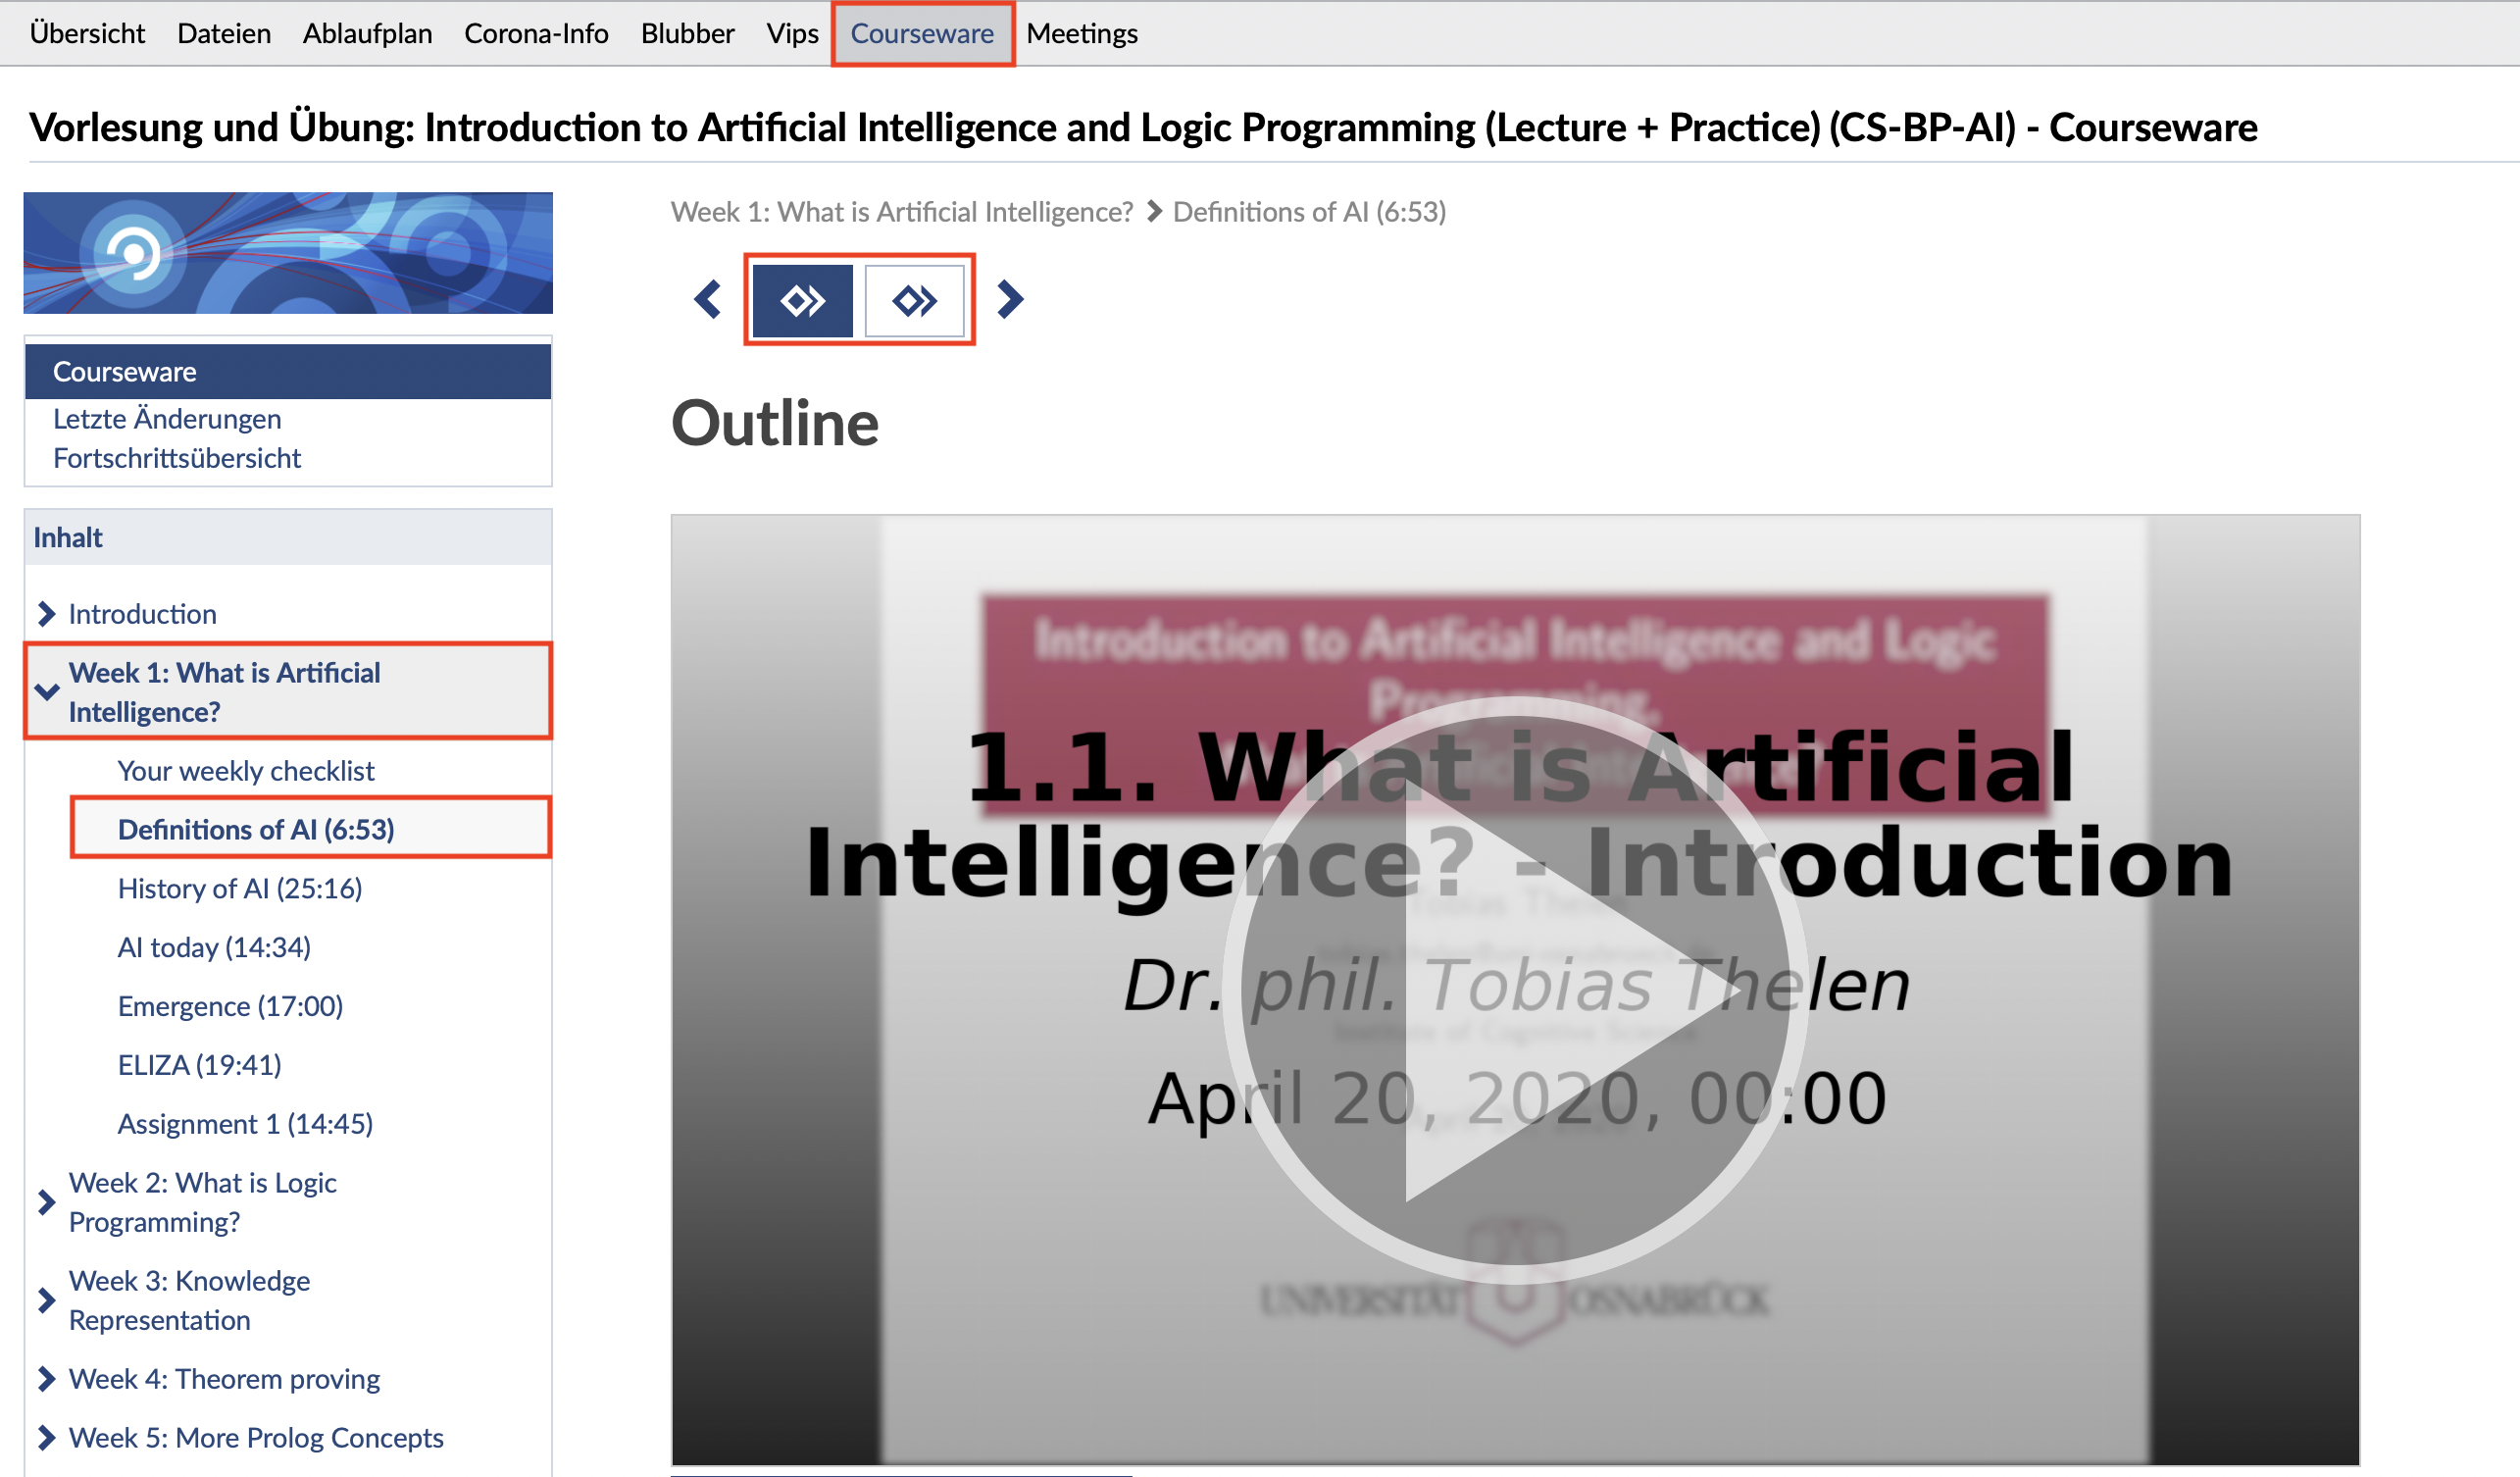 Übersicht Dateien Ablaufplan Corona-Info Blubber Vips Courseware Meetings
Vorlesung und Übung: Introduction to Artificial Intelligence and Logic Programming (Lecture + Practice) (CS-BP-AI) - Courseware
Week 1: What is Artificial Intelligence? Definitions of AI (6:53)
Courseware
Letzte Änderungen
Fortschrittsübersicht
Inhalt
Introduction
Week 1: What is Artificial
Intelligence?
Your weekly checklist
Definitions of AI (6:53)
History of AI (25:16)
AI today (14:34)
Emergence (17:00)
ELIZA (19:41)
Assignment 1 (14:45)
Week 2: What is Logic
Programming?
Week 3: Knowledge
Representation
Week 4: Theorem proving
Week 5: More Prolog Concepts
Outline
Introduction to Artificial Intelligence and Logic
Programming,
1.1. What is Artificial
Intelligence? - Introduction
Tobias Thelen
Dr. phil. Tobias Thelen
Institute of Cognitive Science
April 20, 2020, 00:00
UNIVERSITÄT OSNABRÜCK